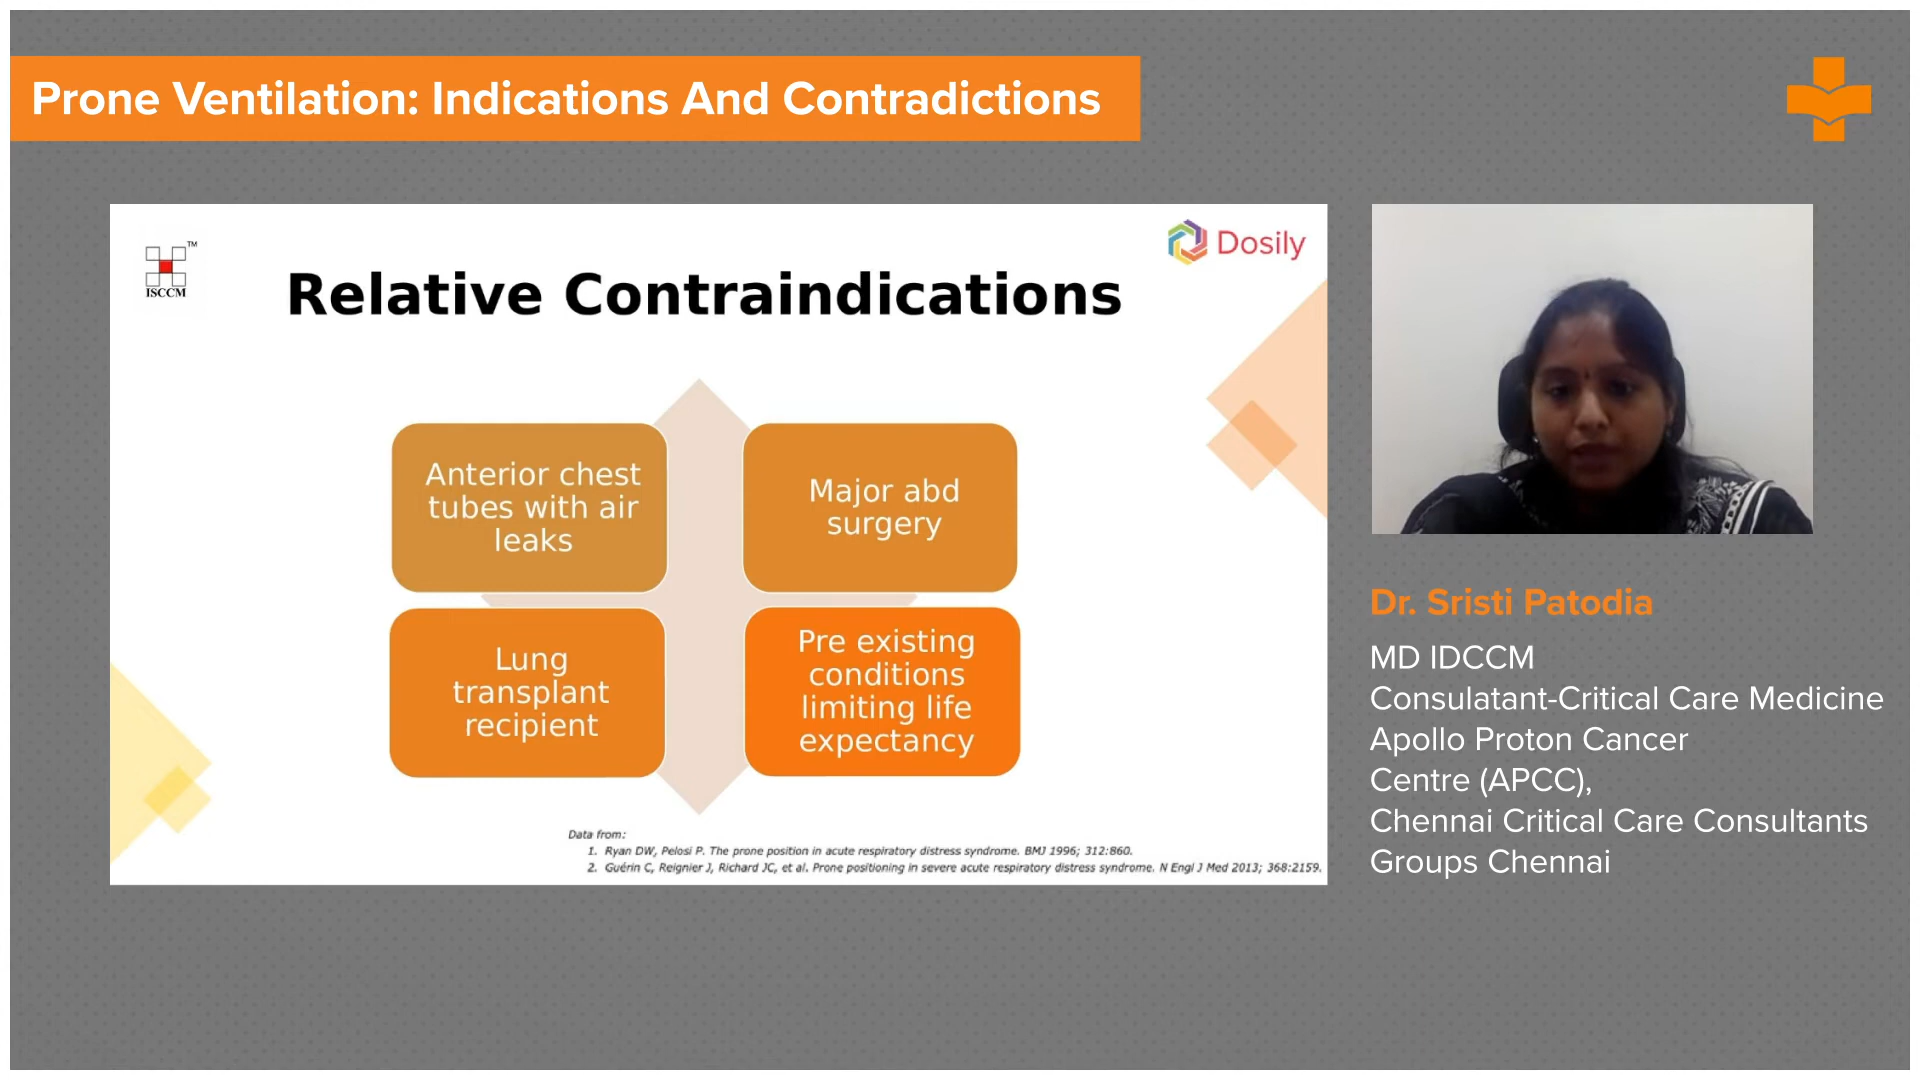 Prone Ventilation: Indications And Contradictions
TM
ISCCM
Dosily
Relative Contraindications
Anterior chest
tubes with air
leaks
Major abd
surgery
Lung
transplant
recipient
Pre existing
conditions
limiting life
expectancy
Data from:
1. Ryan DW, Pelosi P. The prone position in acute respiratory distress syndrome. BMJ 1996; 312:860.
2. Guérin C, Reignier J, Richard JC, et al. Prone positioning in severe acute respiratory distress syndrome. N Engl J Med 2013; 368:2159.
Dr. Sristi Patodia
MD IDCCM
Consulatant-Critical Care Medicine
Apollo Proton Cancer
Centre (APCC),
Chennai Critical Care Consultants
Groups Chennai